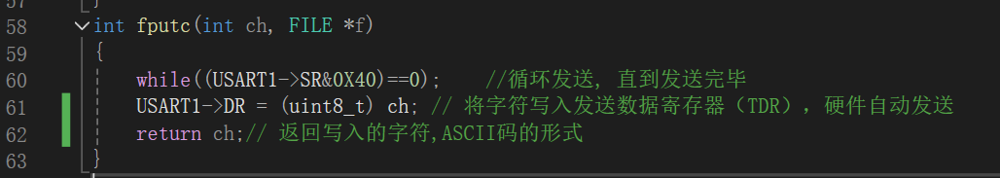 57 }
58 int fputc(int ch, FILE *f)
59 {
60 while((USART1->SR&0X40)==0); //循环发送, 直到发送完毕
61 USART1->DR = (uint8_t) ch; // 将字符写入发送数据寄存器（TDR），硬件自动发送
62 return ch;// 返回写入的字符,ASCII码的形式
63 }